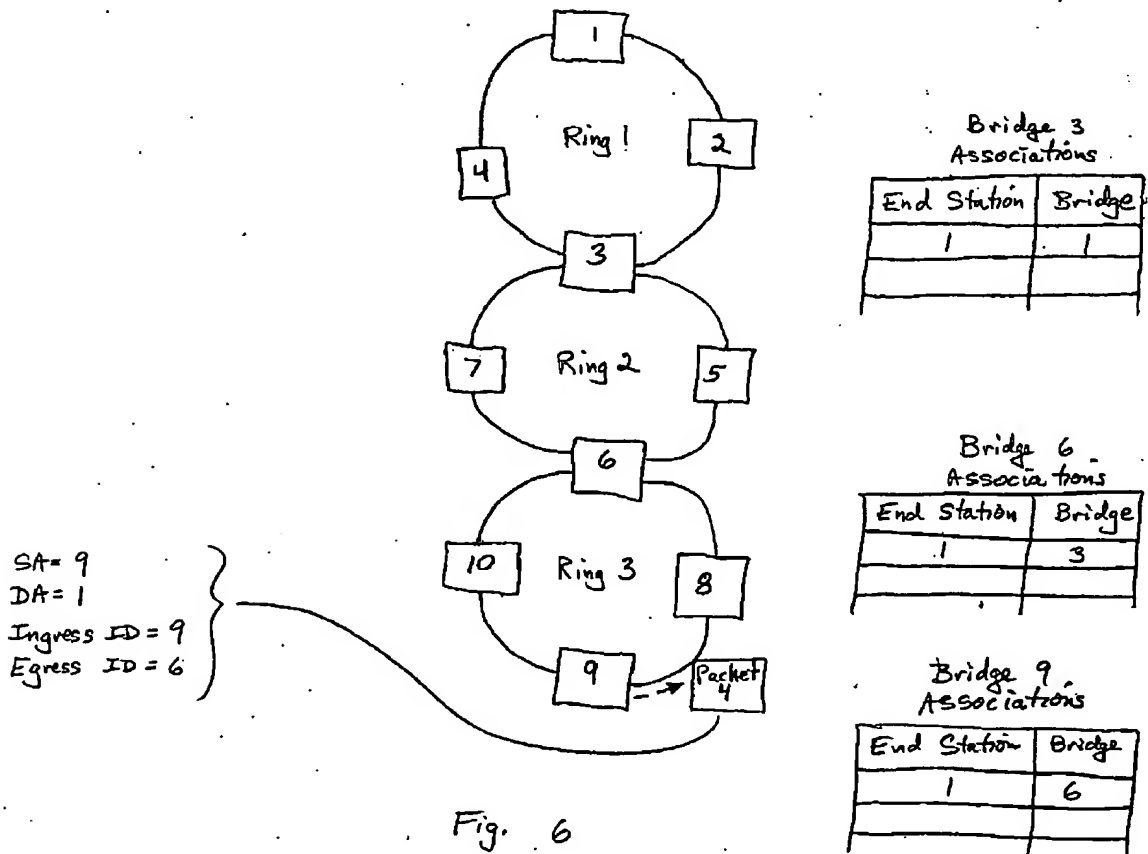 1
Ring 1
2
4
3
7
Ring 2
5
6
10
Ring 3
8
9
Packet
4
SA= 9
DA= 1
Ingress ID= 9
Egress ID= 6
Bridge 3
Associations
End Station Bridge
1 1
Bridge 6
Associations
End Station Bridge
1 3
Bridge 9
Associations
End Station Bridge
1 6
Fig. 6